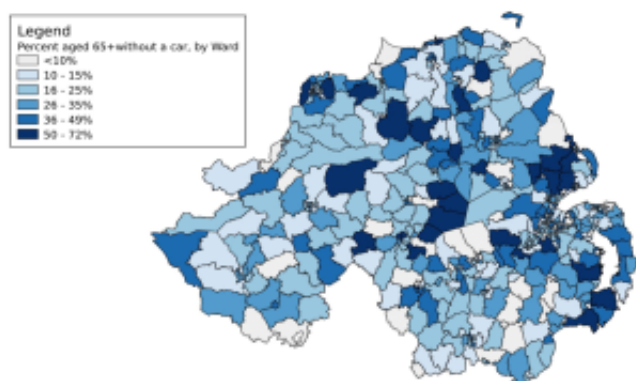 Legend
Percent aged 65+without a car, by Ward
<10%
10 - 15%
16 - 25%
26 - 35%
36 - 49%
50 - 72%